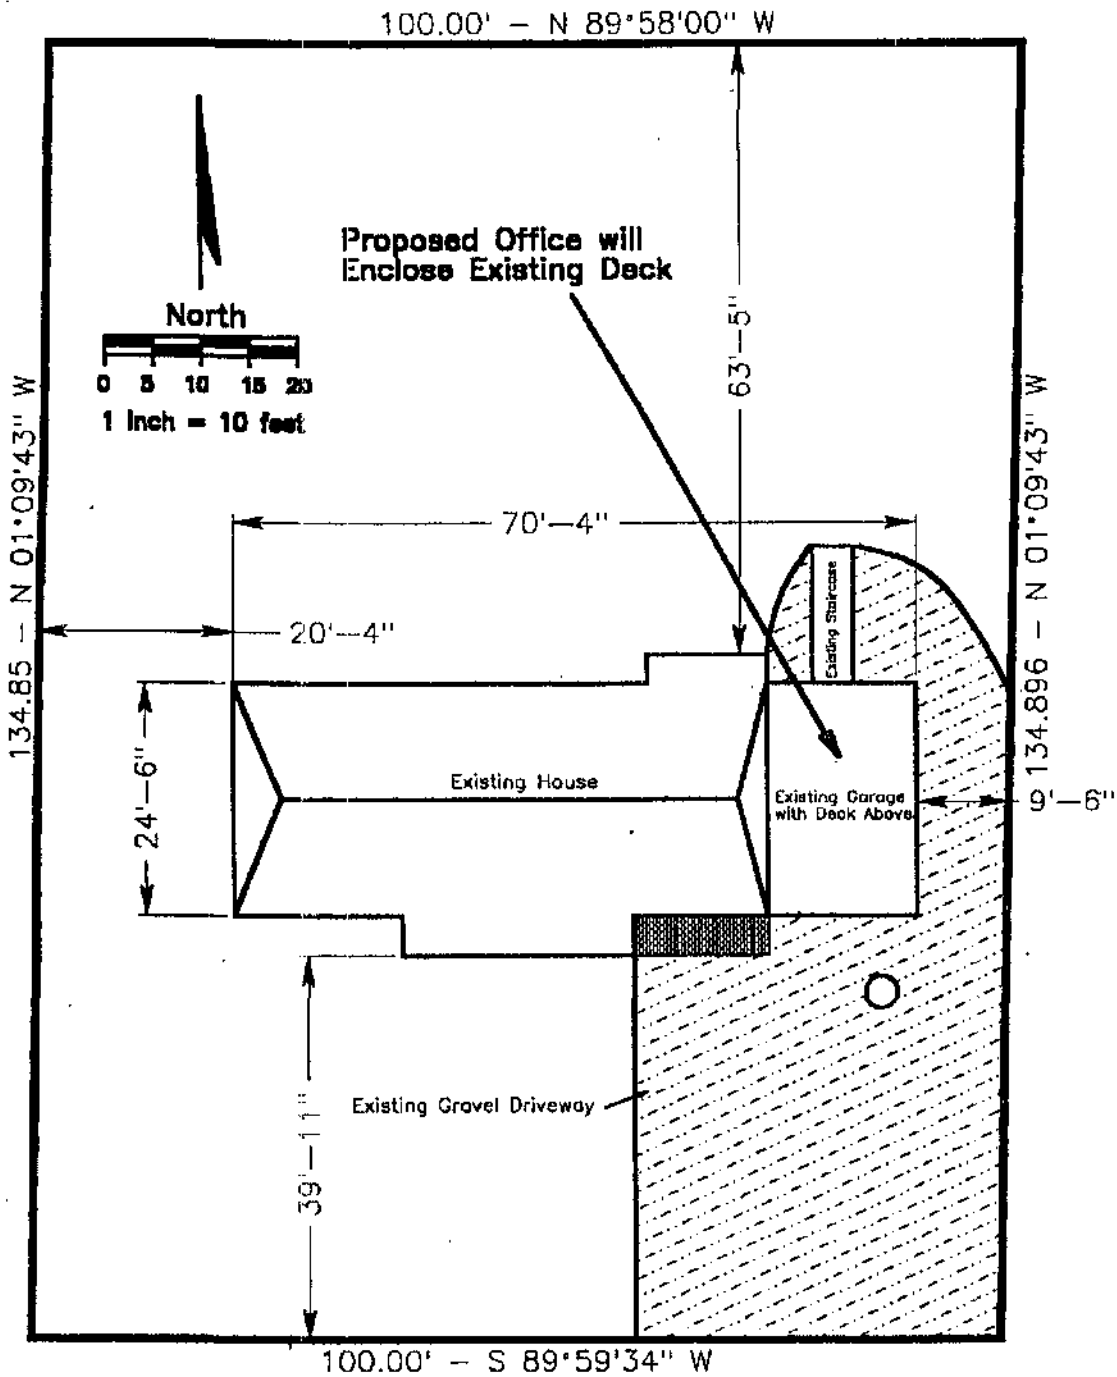 100.00' - N 89°58'00" W
Proposed Office will
Enclose Existing Deck
North
0 5 10 15 20
1 Inch = 10 feet
63'-5"
134.85 - N 01°09'43" W
134.896 - N 01°09'43" W
70'-4"
20'-4"
Existing Staircase
24'-6"
Existing House
Existing Garage
with Deck Above
9'-6"
39'-11"
Existing Gravel Driveway
100.00' - S 89°59'34" W